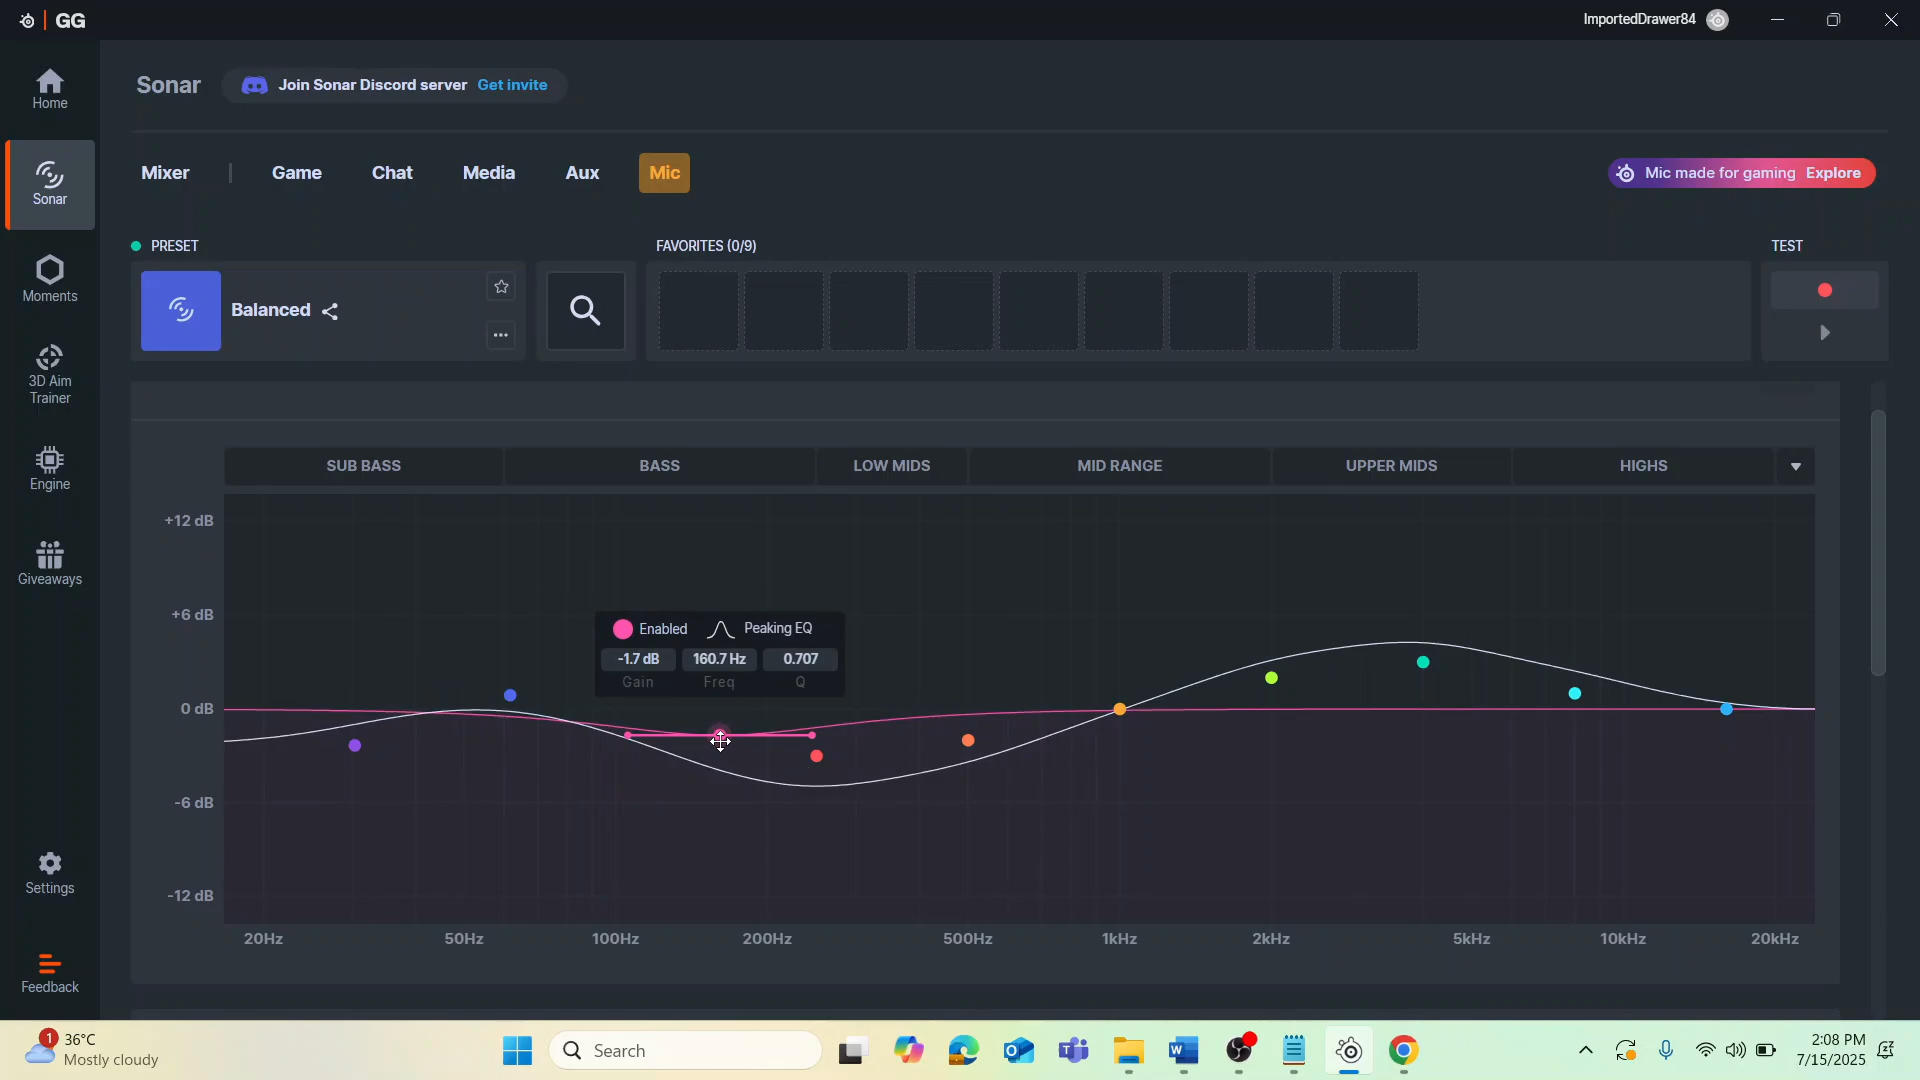 GG
ImportedDrawer84
Home
Sonar
Moments
3D Aim
Trainer
Engine
Giveaways
Settings
Feedback
Sonar
Join Sonar Discord server Get invite
Mixer
Game
Chat
Media
Aux
Mic
Mic made for gaming Explore
PRESET
FAVORITES (0/9)
TEST
Balanced
SUB BASS
BASS
LOW MIDS
MID RANGE
UPPER MIDS
HIGHS
+12 dB
+6 dB
0 dB
-6 dB
-12 dB
Enabled
Peaking EQ
-1.7 dB
160.7 Hz
0.707
Gain
Freq
Q
20Hz
50Hz
100Hz
200Hz
500Hz
1kHz
2kHz
5kHz
10kHz
20kHz
1
36°C
Mostly cloudy
Search
2:08 PM
7/15/2025